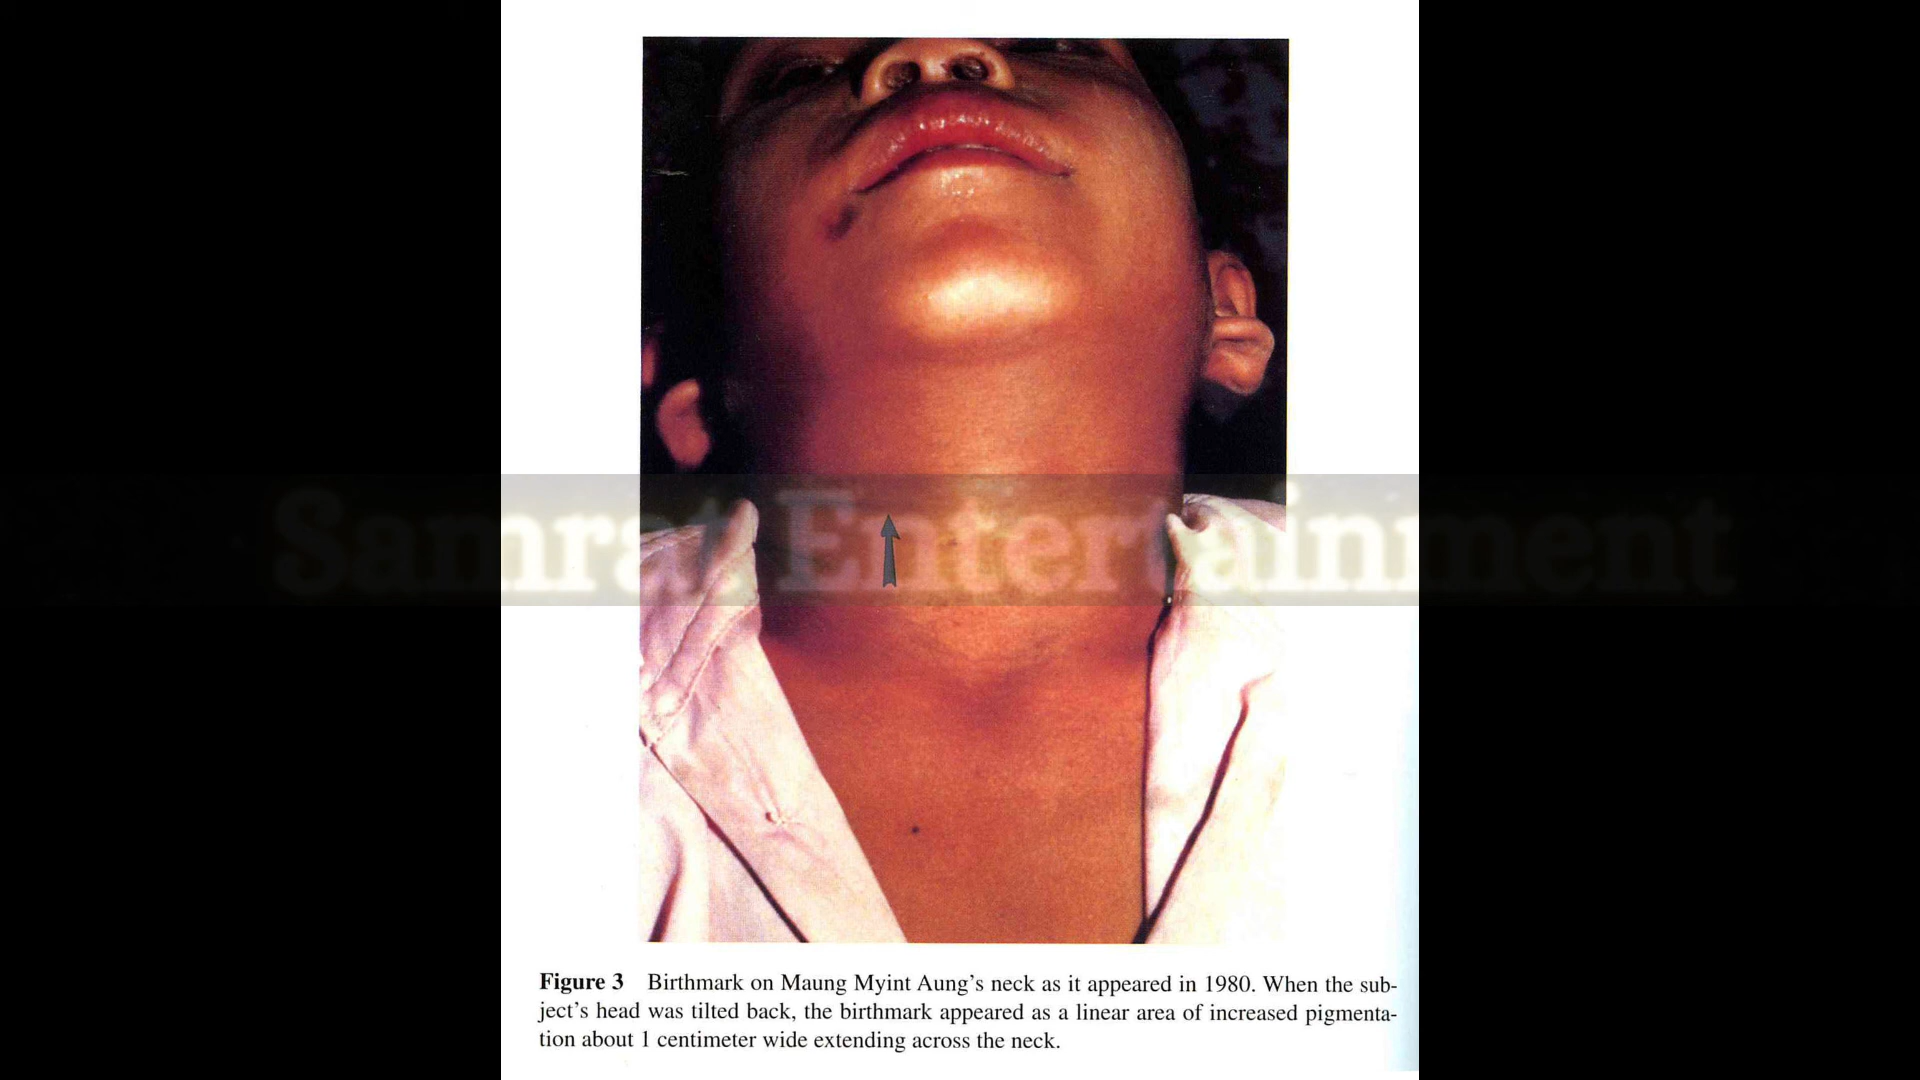 Samrat Entertainment
Figure 3 Birthmark on Maung Myint Aung's neck as it appeared in 1980. When the sub-
ject's head was tilted back, the birthmark appeared as a linear area of increased pigmenta-
tion about 1 centimeter wide extending across the neck.